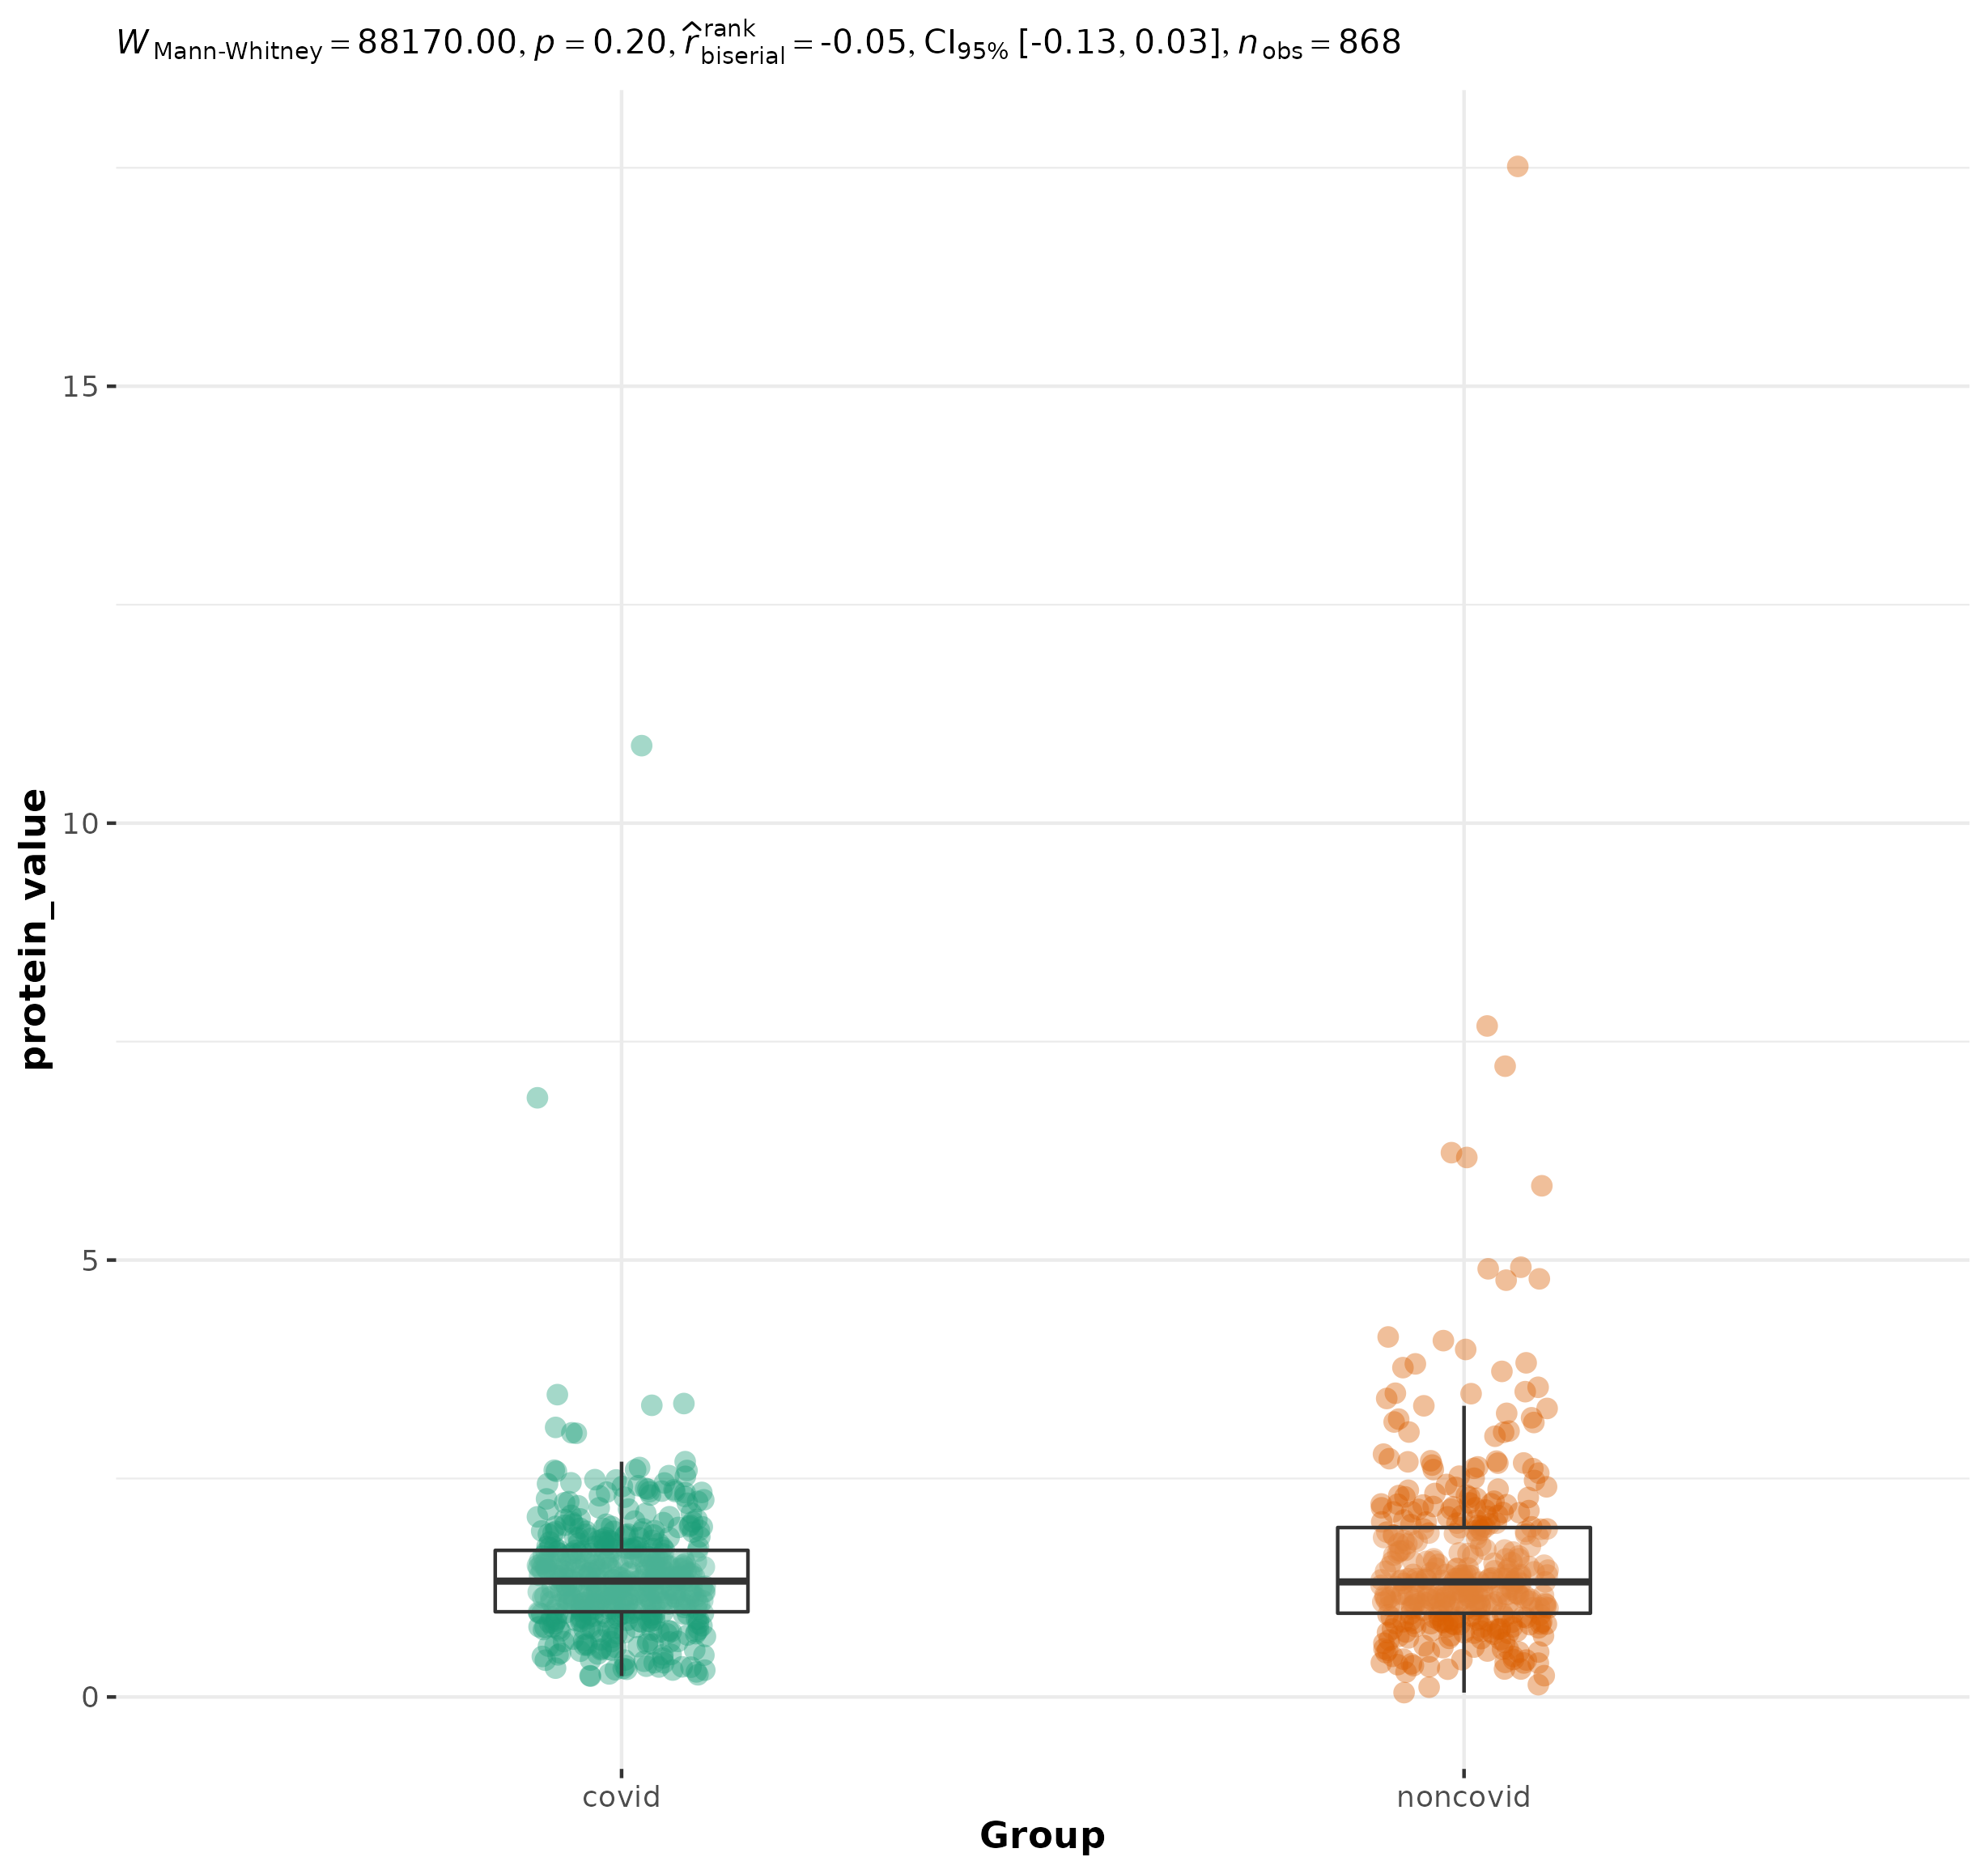 W Mann-Whitney = 88170.00, p = 0.20, r̂ rank biserial = -0.05, CI95% [-0.13, 0.03], n obs = 868
15
10
5
0
protein_value
covid noncovid
Group